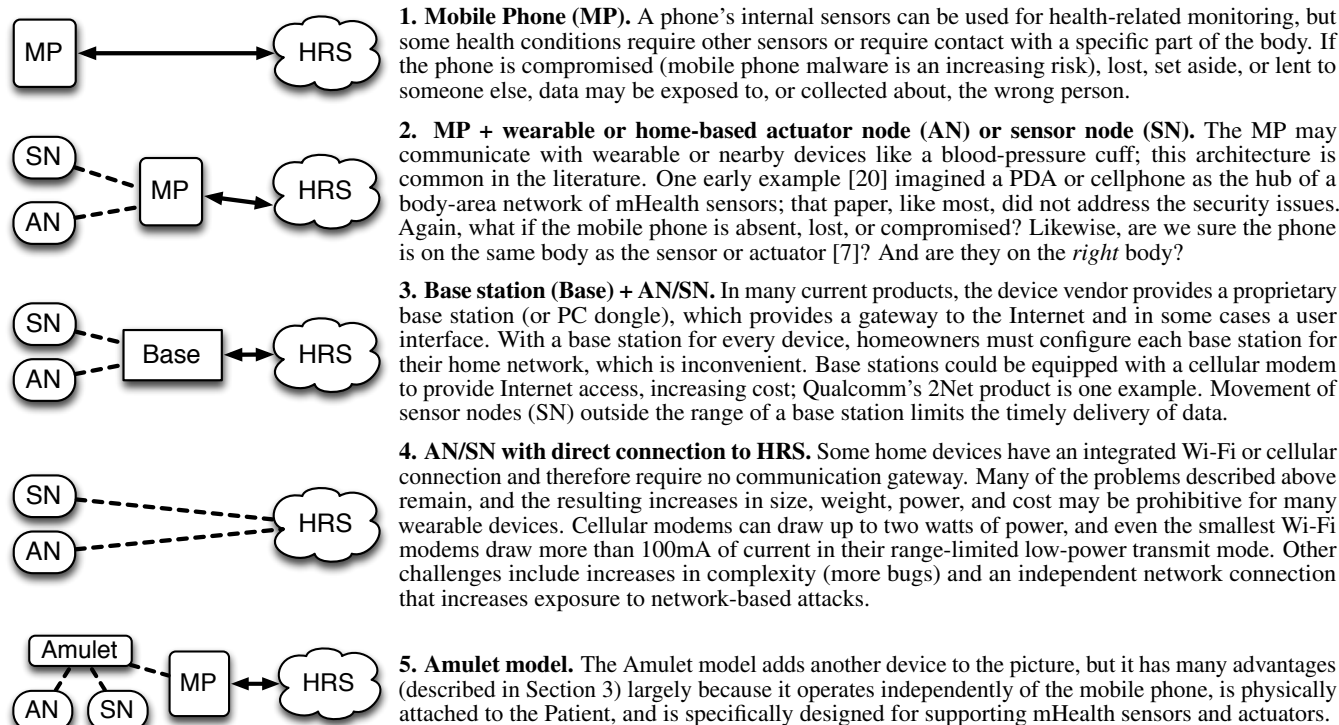 MP
HRS
1. Mobile Phone (MP). A phone's internal sensors can be used for health-related monitoring, but
some health conditions require other sensors or require contact with a specific part of the body. If
the phone is compromised (mobile phone malware is an increasing risk), lost, set aside, or lent to
someone else, data may be exposed to, or collected about, the wrong person.
SN
AN
MP
HRS
2. MP + wearable or home-based actuator node (AN) or sensor node (SN). The MP may
communicate with wearable or nearby devices like a blood-pressure cuff; this architecture is
common in the literature. One early example [20] imagined a PDA or cellphone as the hub of a
body-area network of mHealth sensors; that paper, like most, did not address the security issues.
Again, what if the mobile phone is absent, lost, or compromised? Likewise, are we sure the phone
is on the same body as the sensor or actuator [7]? And are they on the right body?
SN
AN
Base
HRS
3. Base station (Base) + AN/SN. In many current products, the device vendor provides a proprietary
base station (or PC dongle), which provides a gateway to the Internet and in some cases a user
interface. With a base station for every device, homeowners must configure each base station for
their home network, which is inconvenient. Base stations could be equipped with a cellular modem
to provide Internet access, increasing cost; Qualcomm's 2Net product is one example. Movement of
sensor nodes (SN) outside the range of a base station limits the timely delivery of data.
SN
AN
HRS
4. AN/SN with direct connection to HRS. Some home devices have an integrated Wi-Fi or cellular
connection and therefore require no communication gateway. Many of the problems described above
remain, and the resulting increases in size, weight, power, and cost may be prohibitive for many
wearable devices. Cellular modems can draw up to two watts of power, and even the smallest Wi-Fi
modems draw more than 100mA of current in their range-limited low-power transmit mode. Other
challenges include increases in complexity (more bugs) and an independent network connection
that increases exposure to network-based attacks.
Amulet
AN
SN
MP
HRS
5. Amulet model. The Amulet model adds another device to the picture, but it has many advantages
(described in Section 3) largely because it operates independently of the mobile phone, is physically
attached to the Patient, and is specifically designed for supporting mHealth sensors and actuators.